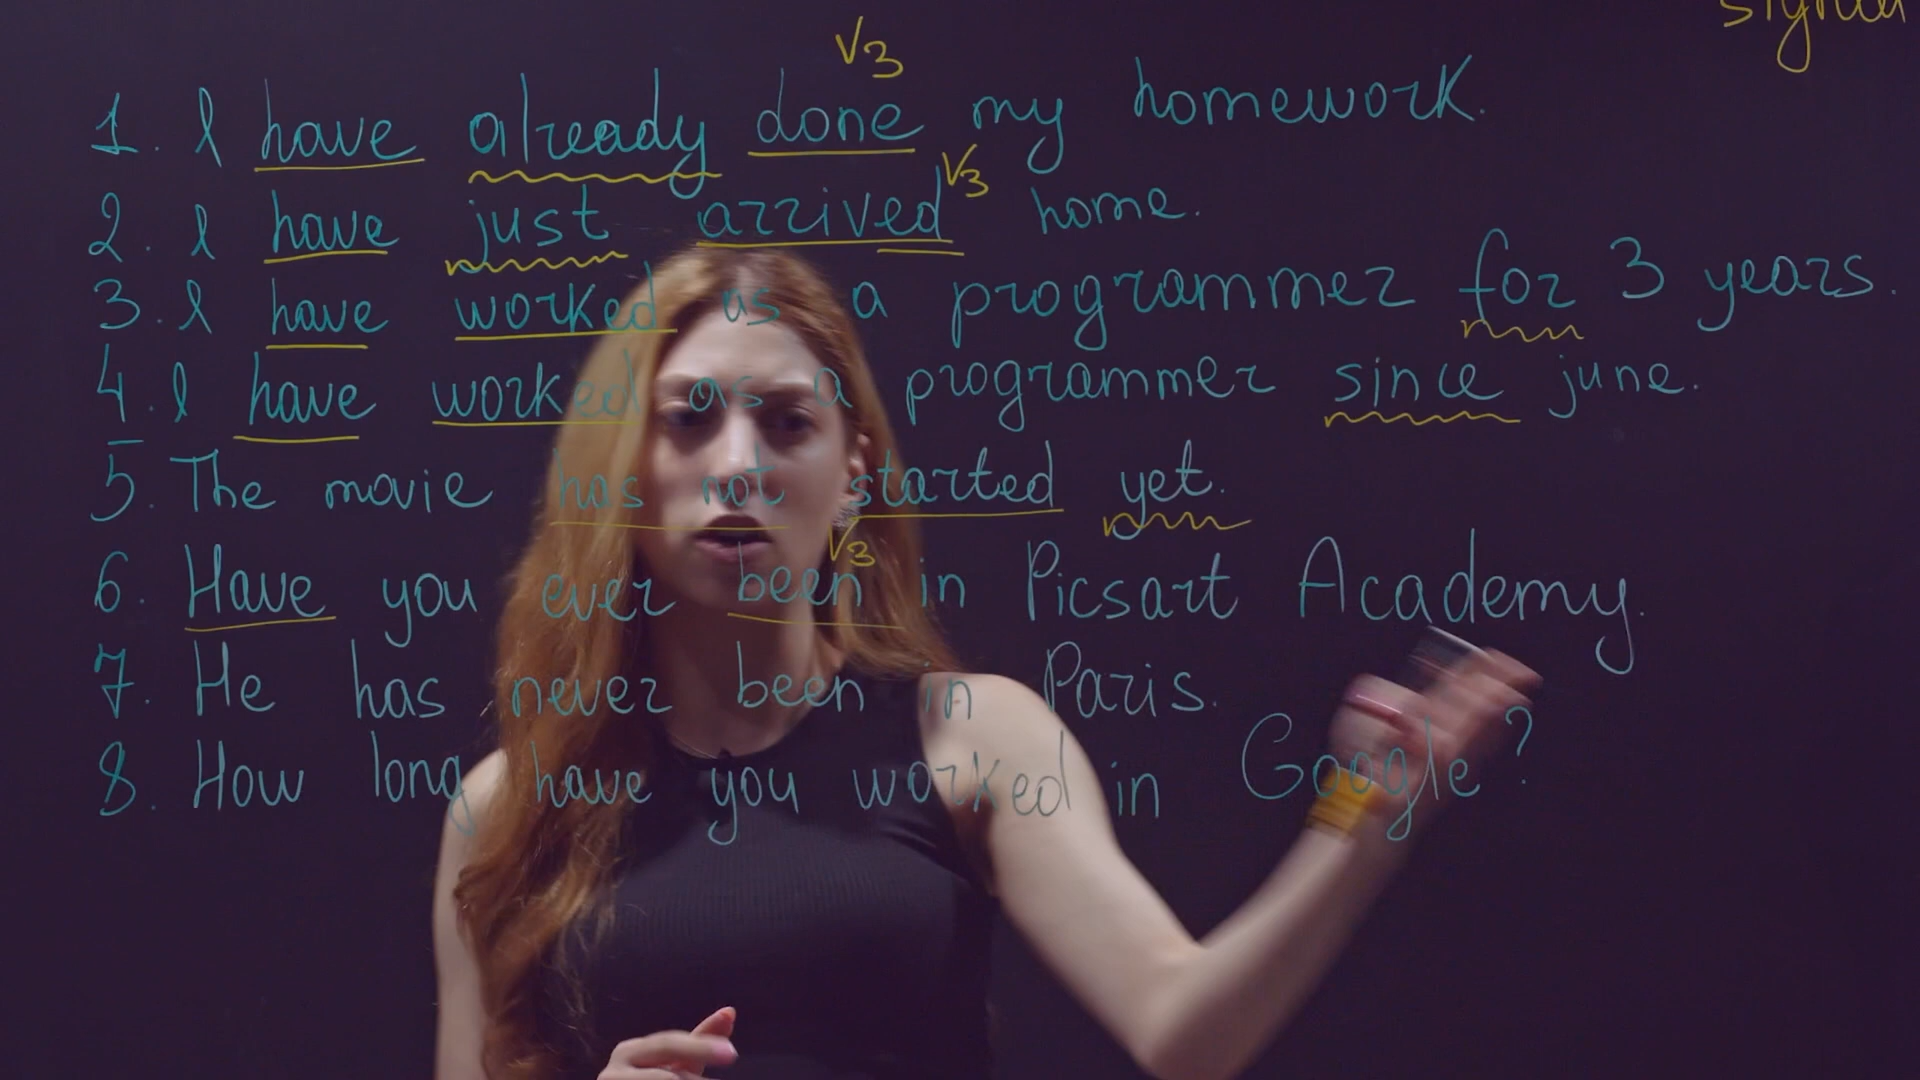 signal
V3
1. I have already done my homework.
V3
2. I have just arrived home.
3. I have worked as a programmer for 3 years.
4. I have worked as a programmer since june.
5. The movie has not started yet.
V3
6. Have you ever been in Picsart Academy.
7. He has never been in Paris.
8. How long have you worked in Google?